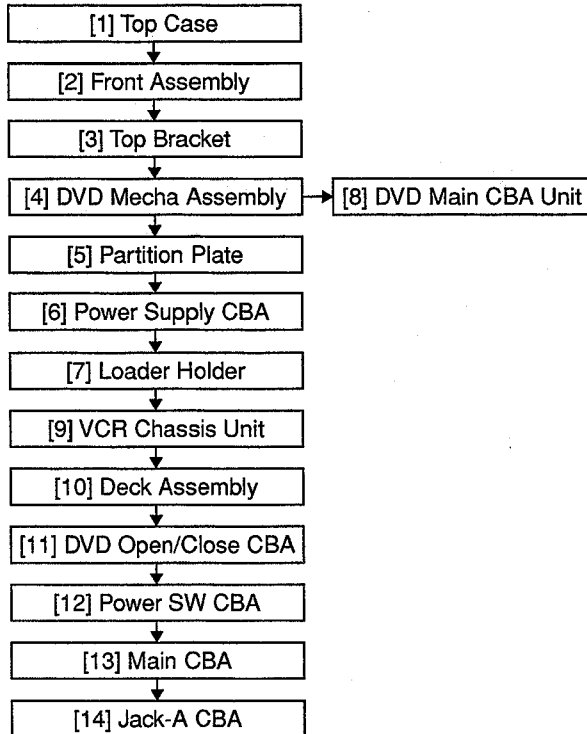 [1] Top Case
[2] Front Assembly
[3] Top Bracket
[4] DVD Mecha Assembly
[8] DVD Main CBA Unit
[5] Partition Plate
[6] Power Supply CBA
[7] Loader Holder
[9] VCR Chassis Unit
[10] Deck Assembly
[11] DVD Open/Close CBA
[12] Power SW CBA
[13] Main CBA
[14] Jack-A CBA